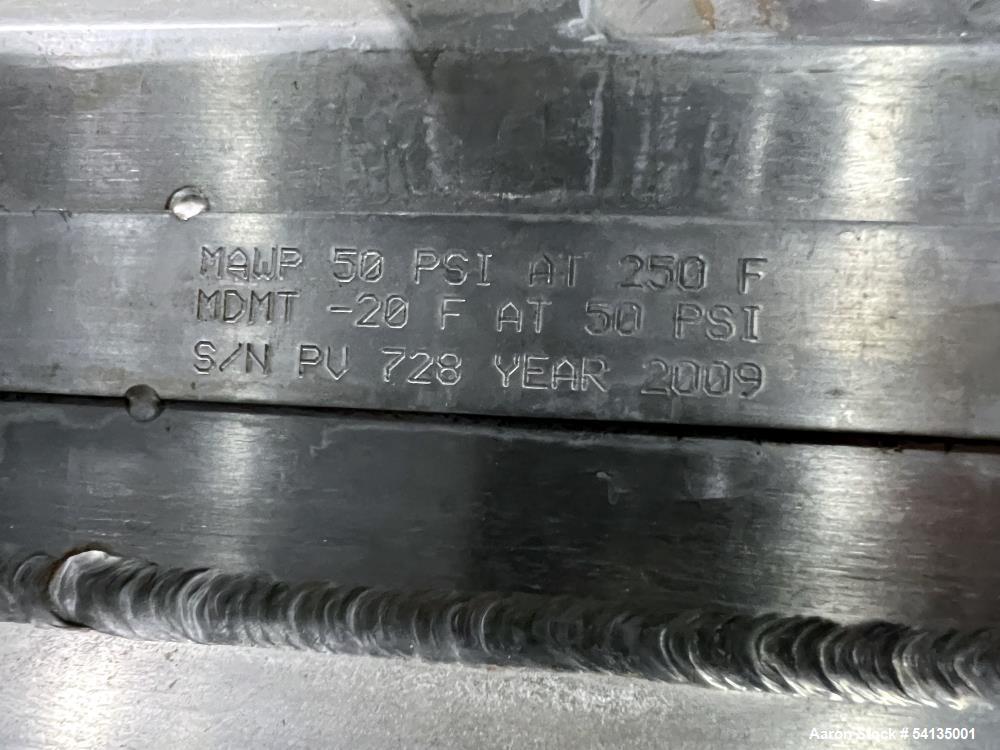 MAWP 50 PSI AT 250 F
MDMT -20 F AT 50 PSI
S/N PV 728 YEAR 2009
Aaron Stock # 54135001